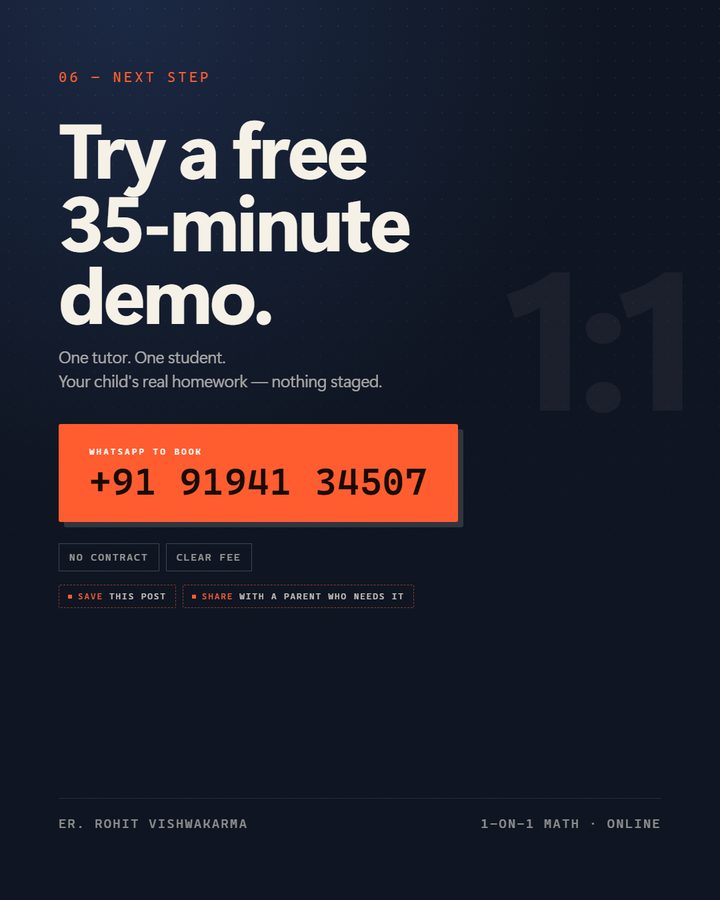 06 — NEXT STEP
Try a free
35-minute
demo.
One tutor. One student.
Your child's real homework — nothing staged.
1:1
WHATSAPP TO BOOK
+91 91941 34507
NO CONTRACT
CLEAR FEE
SAVE THIS POST
SHARE WITH A PARENT WHO NEEDS IT
ER. ROHIT VISHWAKARMA
1-ON-1 MATH · ONLINE